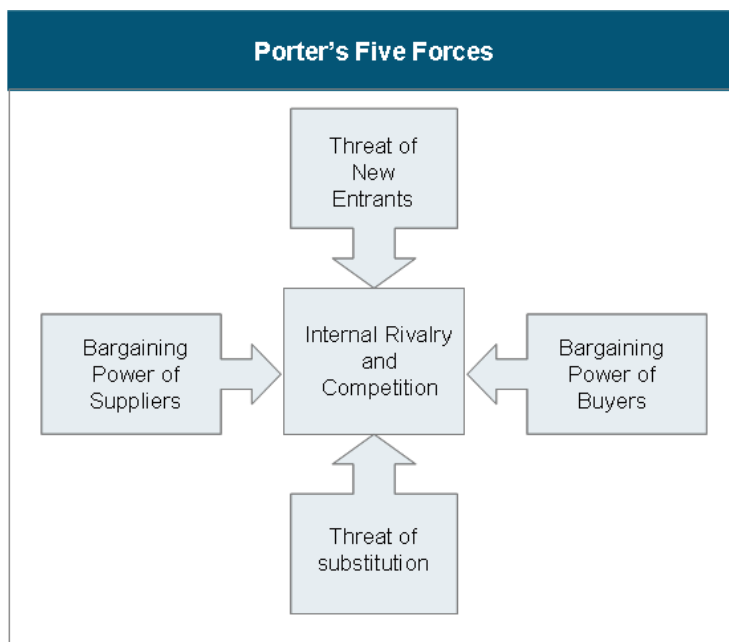 Porter's Five Forces
Threat of
New
Entrants
Bargaining
Power of
Suppliers
Internal Rivalry
and
Competition
Bargaining
Power of
Buyers
Threat of
substitution